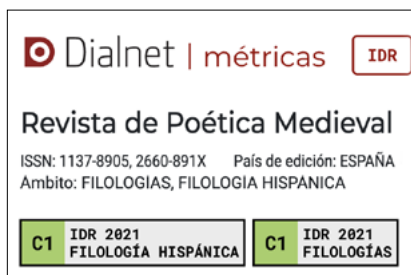 Dialnet | métricas IDR
Revista de Poética Medieval
ISSN: 1137-8905, 2660-891X País de edición: ESPAÑA
Ámbito: FILOLOGÍAS, FILOLOGÍA HISPÁNICA
C1 IDR 2021 FILOLOGÍA HISPÁNICA
C1 IDR 2021 FILOLOGÍAS